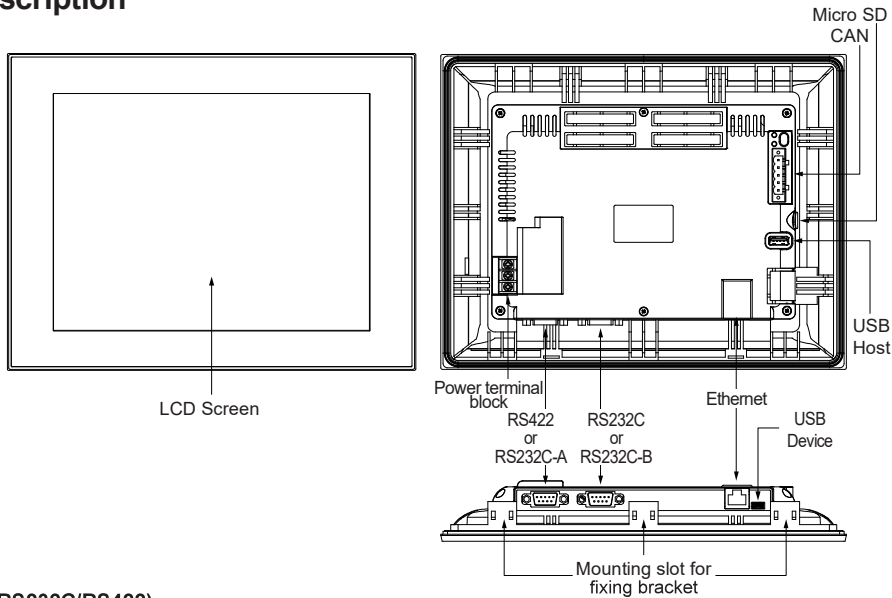 scription
Micro SD
CAN
USB
Host
LCD Screen
Power terminal
block
RS422
or
RS232C-A
RS232C
or
RS232C-B
Ethernet
USB
Device
Mounting slot for
fixing bracket